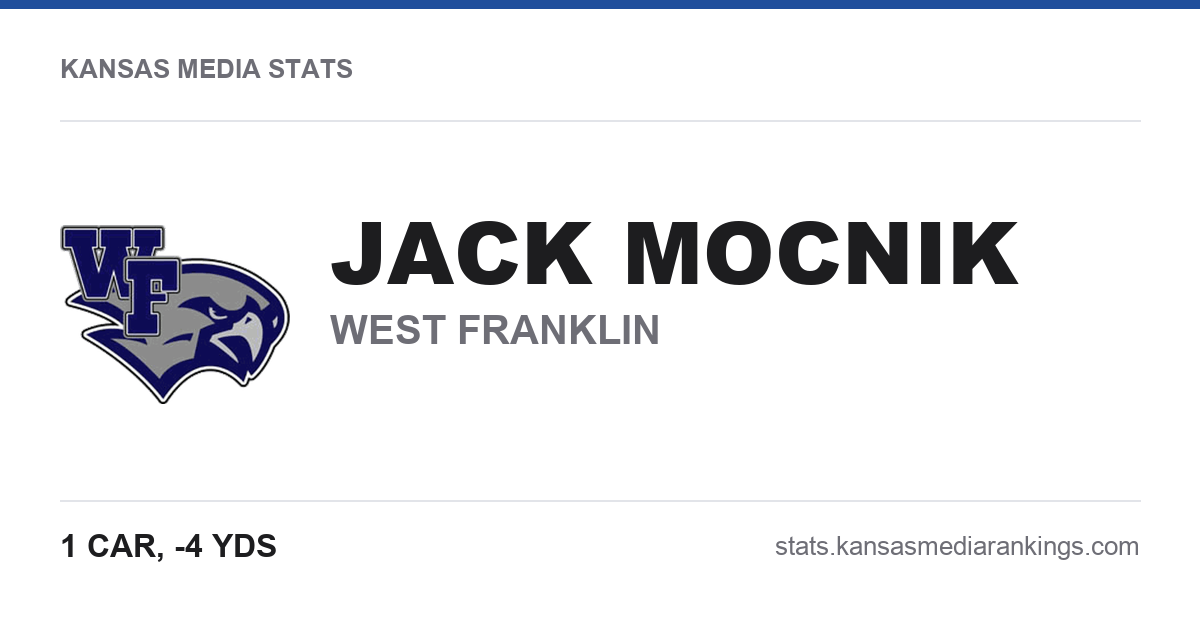 KANSAS MEDIA STATS
WF
JACK MOCNIK
WEST FRANKLIN
1 CAR, -4 YDS
stats.kansasmediarankings.com